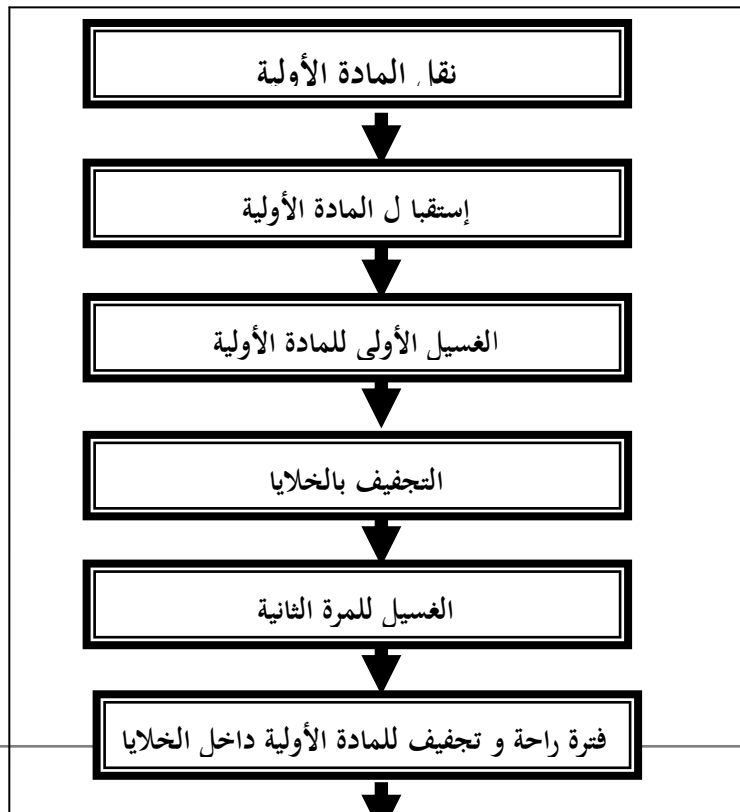 نقل المادة الأولية
إستقبا ل المادة الأولية
الغسيل الأولى للمادة الأولية
التجفيف بالخلايا
الغسيل للمرة الثانية
فترة راحة و تجفيف للمادة الأولية داخل الخلايا